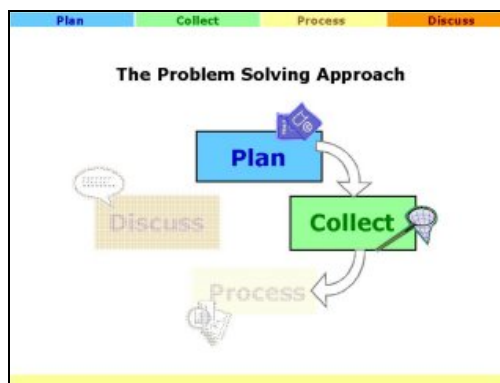 Plan Collect Process Discuss
The Problem Solving Approach
Plan
Discuss
Collect
Process